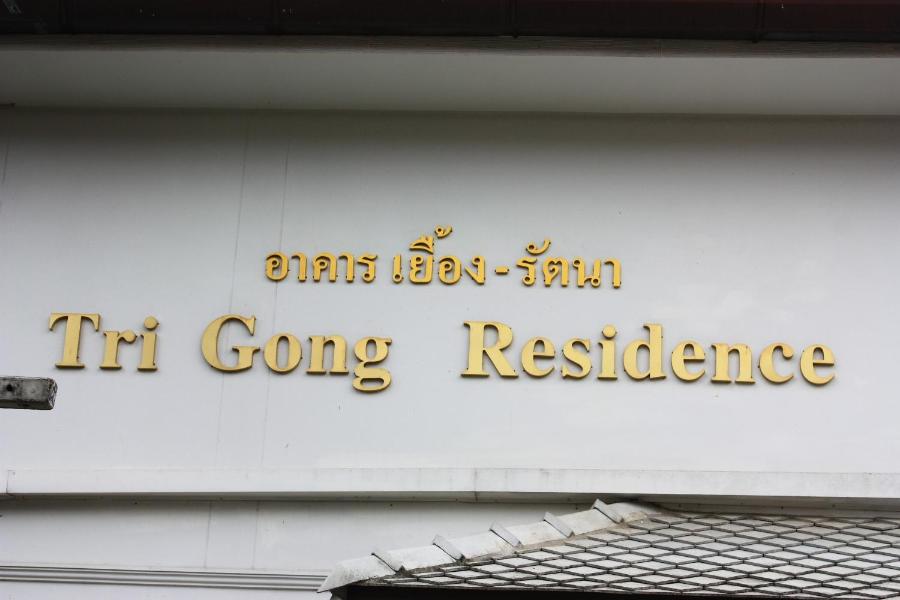 อาคาร เยื้อง - รัตนา
Tri Gong Residence